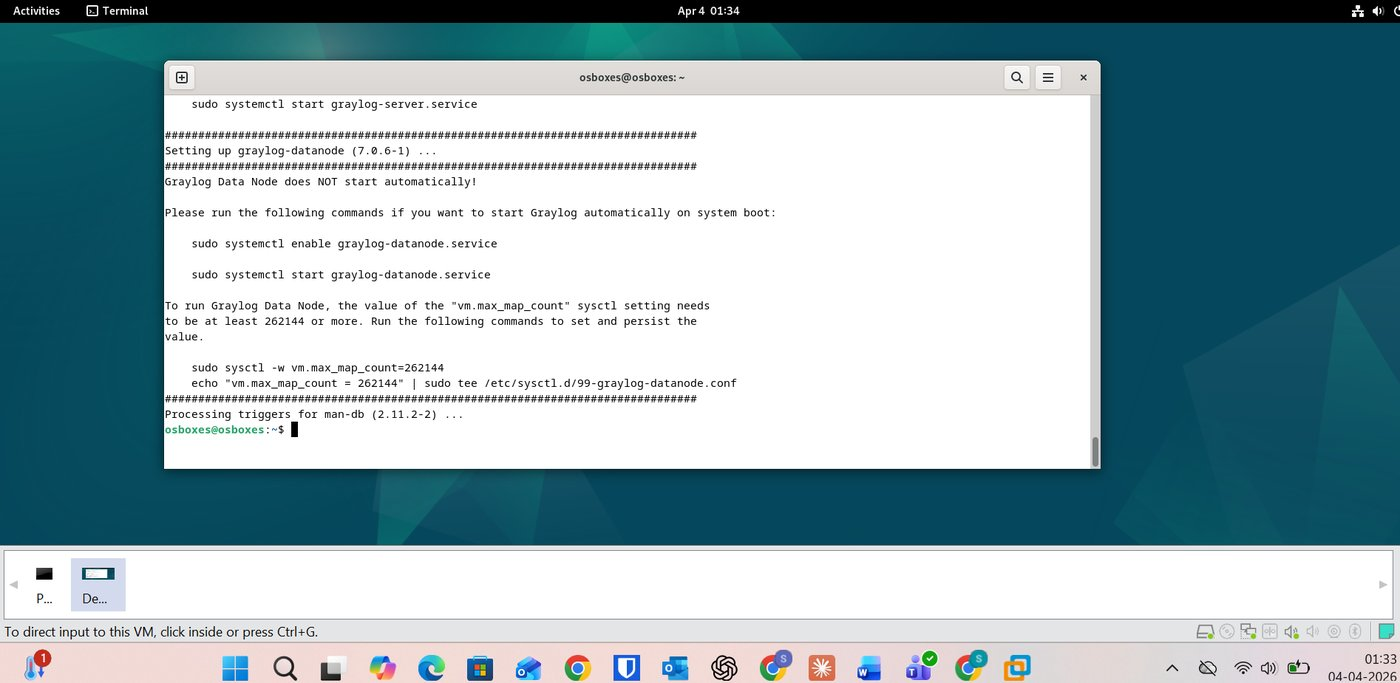 Activities
Terminal
Apr 4 01:34
osboxes@osboxes: ~
sudo systemctl start graylog-server.service
################################################################################
Setting up graylog-datanode (7.0.6-1) ...
################################################################################
Graylog Data Node does NOT start automatically!
Please run the following commands if you want to start Graylog automatically on system boot:
sudo systemctl enable graylog-datanode.service
sudo systemctl start graylog-datanode.service
To run Graylog Data Node, the value of the "vm.max_map_count" sysctl setting needs
to be at least 262144 or more. Run the following commands to set and persist the
value.
sudo sysctl -w vm.max_map_count=262144
echo "vm.max_map_count = 262144" | sudo tee /etc/sysctl.d/99-graylog-datanode.conf
################################################################################
Processing triggers for man-db (2.11.2-2) ...
osboxes@osboxes:~$
P...
De...
To direct input to this VM, click inside or press Ctrl+G.
1
S
S
01:33
04-04-2026